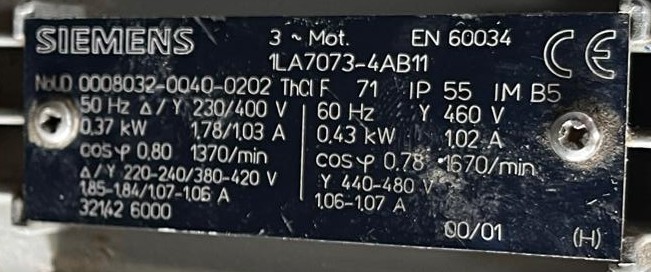 SIEMENS
3 ~ Mot. EN 60034
1LA7073-4AB11
CE
No.UD 0008032-0040-0202 ThCl F 71 IP 55 IM B5
50 Hz Δ/Y 230/400 V
0,37 kW 1,78/1,03 A
cos φ 0,80 1370/min
Δ/Y 220-240/380-420 V
1,85-1,84/1,07-1,06 A
32142 6000
60 Hz Y 460 V
0,43 kW 1,02 A
cos φ 0,78 1670/min
Y 440-480 V
1,06-1,07 A
00/01 (H)